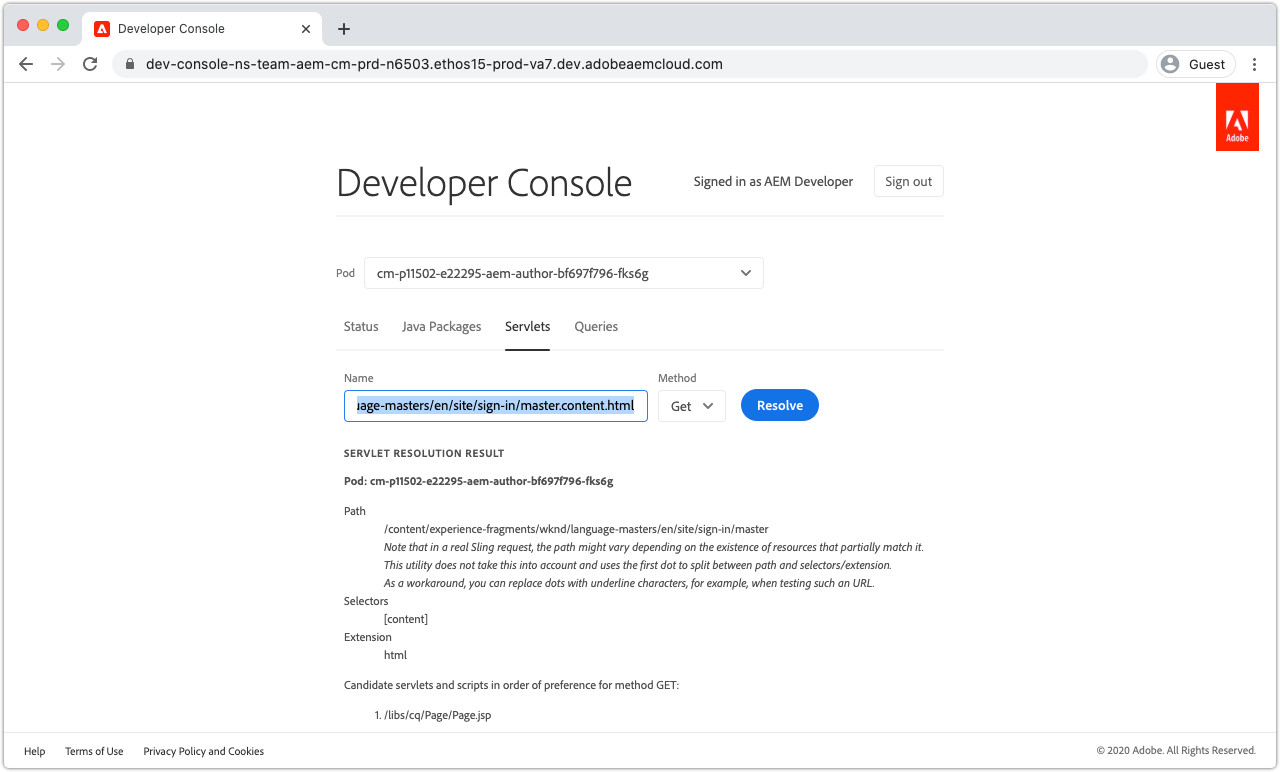 Developer Console
dev-console-ns-team-aem-cm-prd-n6503.ethos15-prod-va7.dev.adobeaemcloud.com
Guest
Adobe
Developer Console
Signed in as AEM Developer
Sign out
Pod
cm-p11502-e22295-aem-author-bf697f796-fks6g
Status
Java Packages
Servlets
Queries
Name
Method
uage-masters/en/site/sign-in/master.content.html
Get
Resolve
SERVLET RESOLUTION RESULT
Pod: cm-p11502-e22295-aem-author-bf697f796-fks6g
Path
/content/experience-fragments/wknd/language-masters/en/site/sign-in/master
Note that in a real Sling request, the path might vary depending on the existence of resources that partially match it.
This utility does not take this into account and uses the first dot to split between path and selectors/extension.
As a workaround, you can replace dots with underline characters, for example, when testing such an URL.
Selectors
[content]
Extension
html
Candidate servlets and scripts in order of preference for method GET:
1. /libs/cq/Page/Page.jsp
Help
Terms of Use
Privacy Policy and Cookies
© 2020 Adobe. All Rights Reserved.